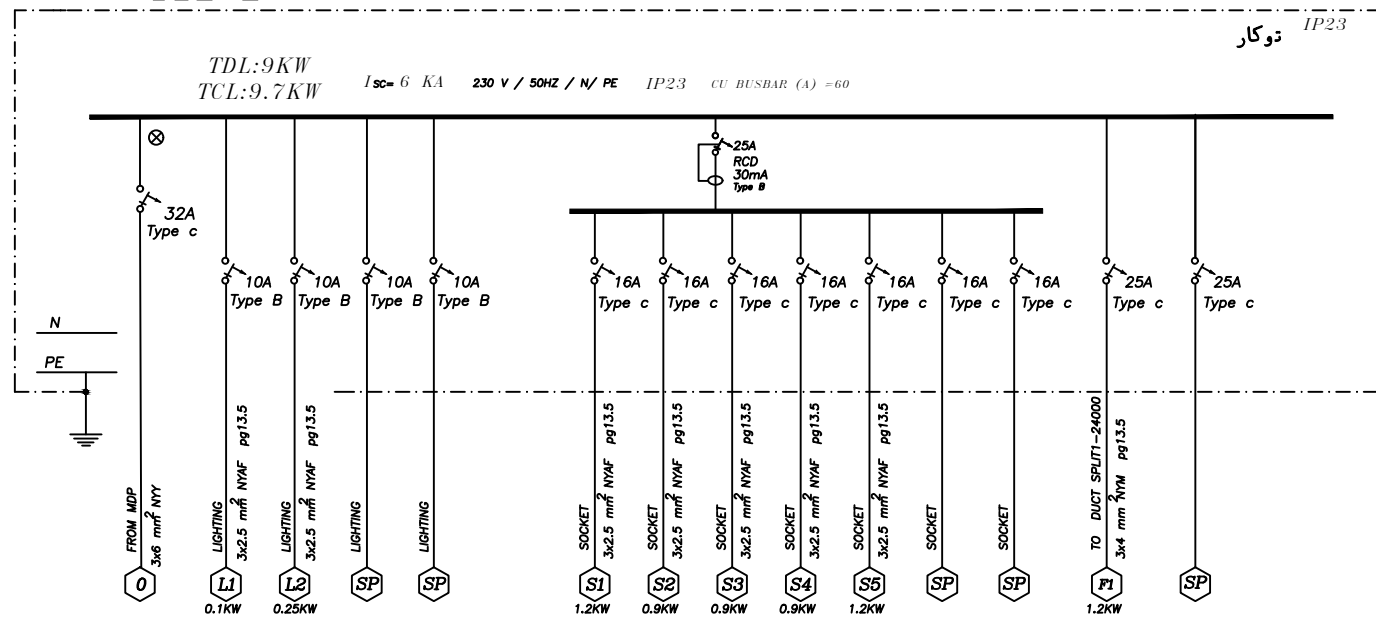 توکار IP23
TDL:9KW
TCL:9.7KW
Isc= 6 KA 230 V / 50HZ / N/ PE IP23 CU BUSBAR (A) =60
32A
Type c
25A
RCD
30mA
Type B
10A
Type B
10A
Type B
10A
Type B
10A
Type B
16A
Type c
16A
Type c
16A
Type c
16A
Type c
16A
Type c
16A
Type c
16A
Type c
25A
Type c
25A
Type c
N
PE
FROM MDP
3x6 mm² NYY
LIGHTING
3x2.5 mm² NYAF pg13.5
LIGHTING
3x2.5 mm² NYAF pg13.5
LIGHTING
LIGHTING
SOCKET
3x2.5 mm² NYAF pg13.5
SOCKET
3x2.5 mm² NYAF pg13.5
SOCKET
3x2.5 mm² NYAF pg13.5
SOCKET
3x2.5 mm² NYAF pg13.5
SOCKET
3x2.5 mm² NYAF pg13.5
SOCKET
SOCKET
TO DUCT SPLIT1-24000
3x4 mm² NYM pg13.5
0 L1 L2 SP SP S1 S2 S3 S4 S5 SP SP F1 SP
0.1KW 0.25KW 1.2KW 0.9KW 0.9KW 0.9KW 1.2KW 1.2KW